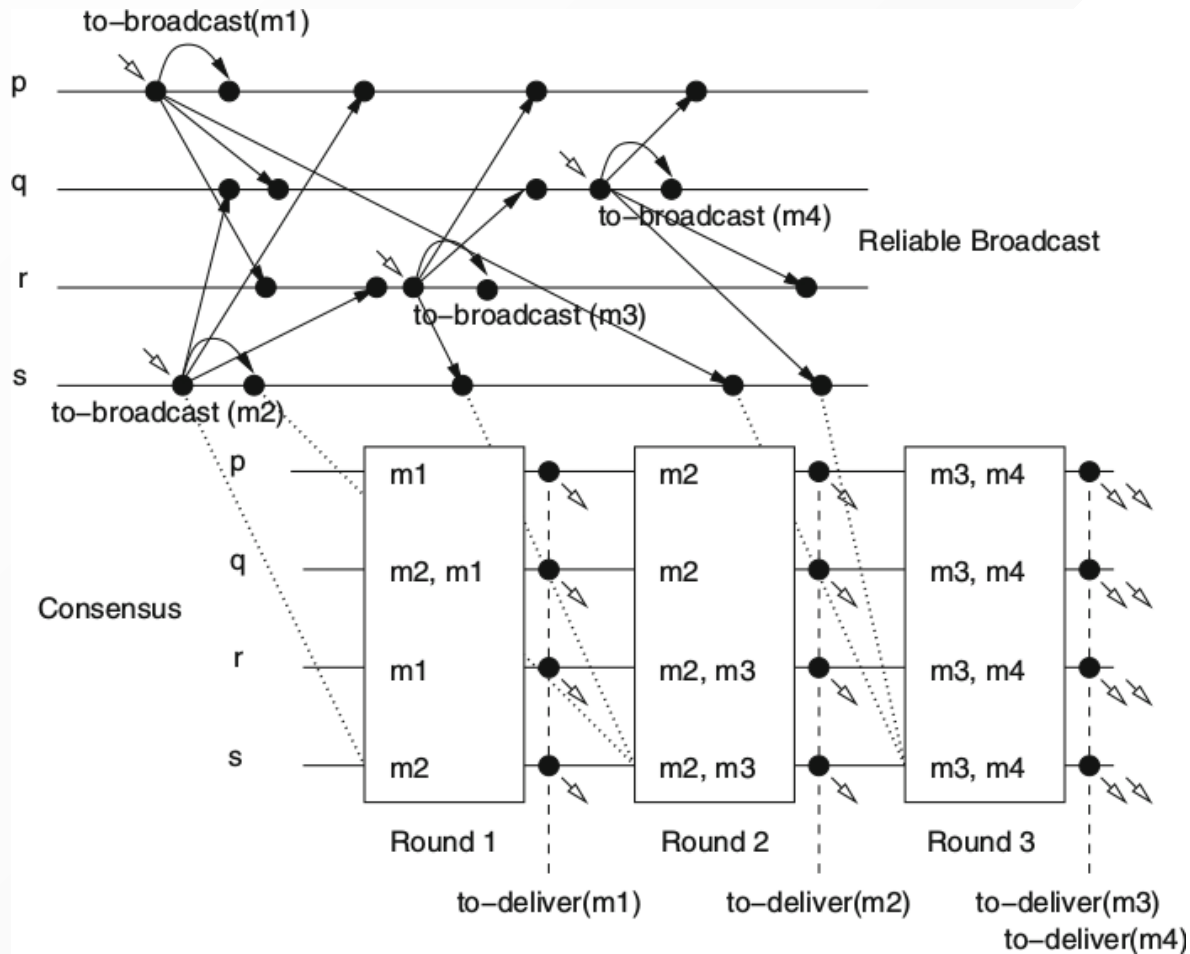 to–broadcast(m1)
p
q
to–broadcast (m4)
Reliable Broadcast
r
to–broadcast (m3)
s
to–broadcast (m2)
p m1 m2 m3, m4
q m2, m1 m2 m3, m4
Consensus
r m1 m2, m3 m3, m4
s m2 m2, m3 m3, m4
Round 1 Round 2 Round 3
to–deliver(m1) to–deliver(m2) to–deliver(m3)
to–deliver(m4)